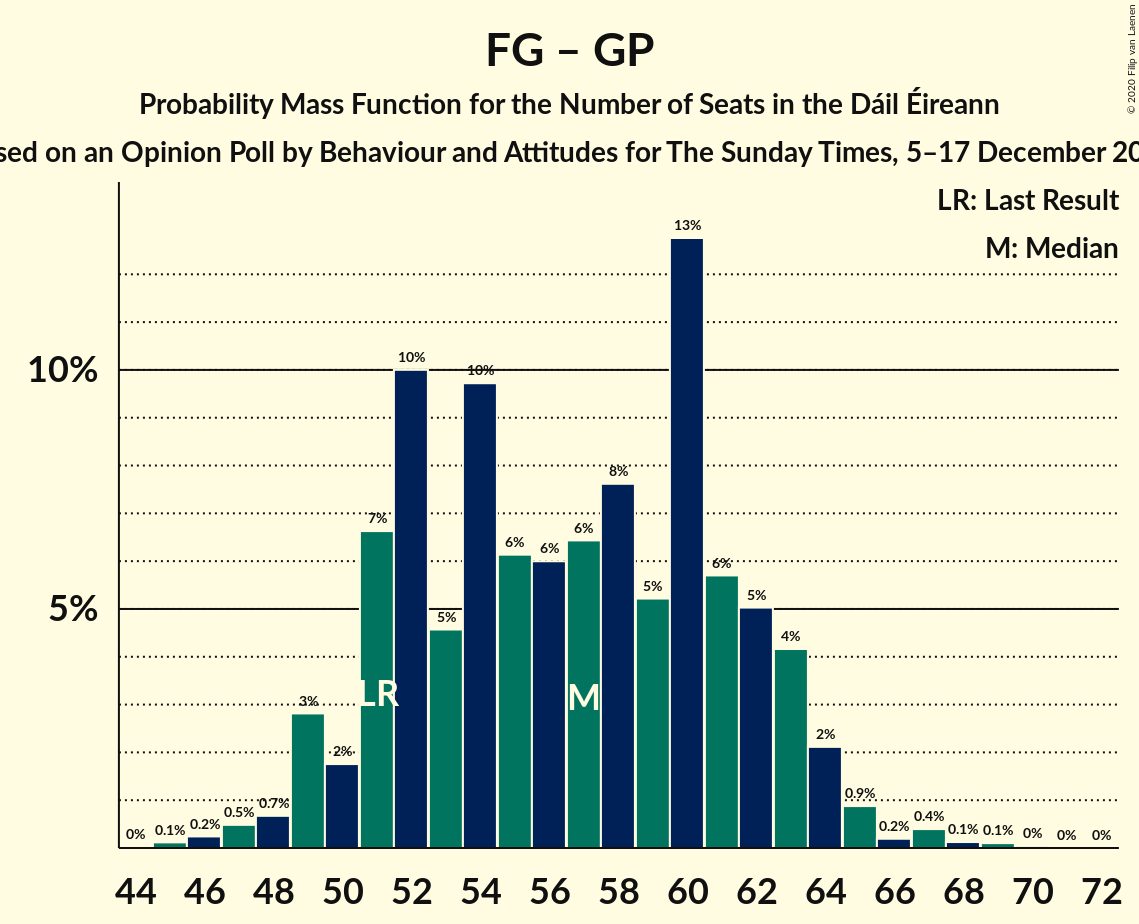 FG – GP
Probability Mass Function for the Number of Seats in the Dáil Éireann
sed on an Opinion Poll by Behaviour and Attitudes for The Sunday Times, 5–17 December 20
© 2020 Filip van Laenen
LR: Last Result
M: Median
10%
5%
0% 0.1% 0.2% 0.5% 0.7% 3% 2% 7% 10% 5% 10% 6% 6% 6% 8% 5% 13% 6% 5% 4% 2% 0.9% 0.2% 0.4% 0.1% 0.1% 0% 0% 0%
LR M
44 46 48 50 52 54 56 58 60 62 64 66 68 70 72